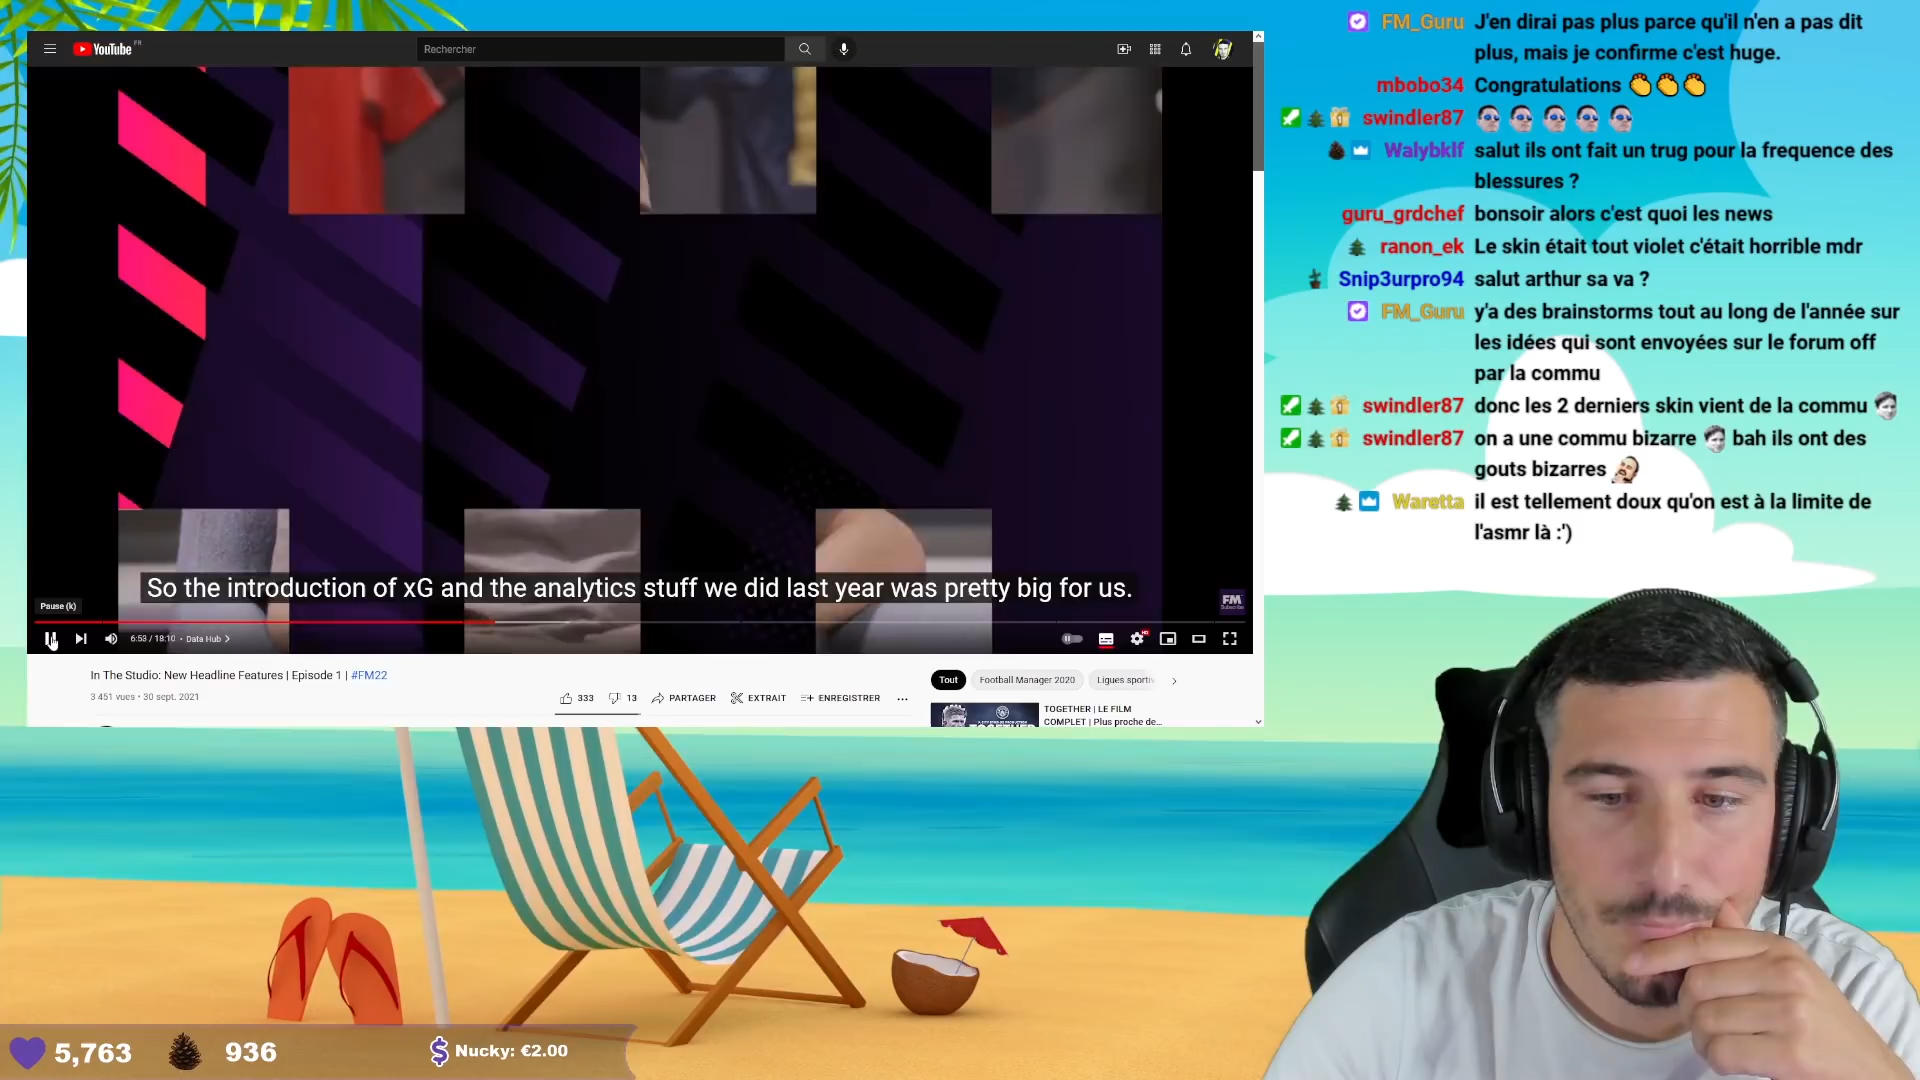 YouTube FR
Rechercher
So the introduction of xG and the analytics stuff we did last year was pretty big for us.
Pause (k)
FM
Subscribe
6:53 / 18:10 • Data Hub
HD
In The Studio: New Headline Features | Episode 1 | #FM22
3 451 vues • 30 sept. 2021
333
13
PARTAGER
EXTRAIT
ENREGISTRER
Tout
Football Manager 2020
Ligues sportiv
TOGETHER | LE FILM
COMPLET | Plus proche de...
FM_Guru J'en dirai pas plus parce qu'il n'en a pas dit
plus, mais je confirme c'est huge.
mbobo34 Congratulations 👏👏👏
swindler87
Walybklf salut ils ont fait un trug pour la frequence des
blessures ?
guru_grdchef bonsoir alors c'est quoi les news
ranon_ek Le skin était tout violet c'était horrible mdr
Snip3urpro94 salut arthur sa va ?
FM_Guru y'a des brainstorms tout au long de l'année sur
les idées qui sont envoyées sur le forum off
par la commu
swindler87 donc les 2 derniers skin vient de la commu
swindler87 on a une commu bizarre bah ils ont des
gouts bizarres
Waretta il est tellement doux qu'on est à la limite de
l'asmr là :')
5,763
936
$ Nucky: €2.00